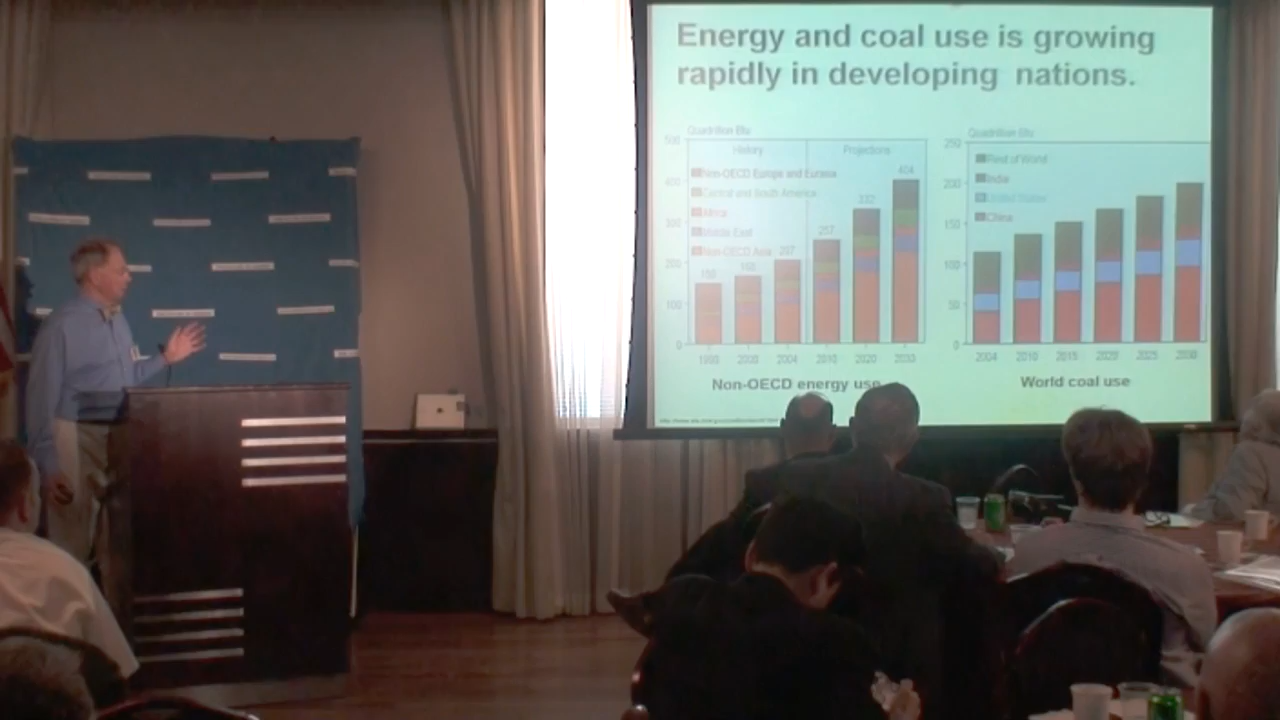 Energy and coal use is growing
rapidly in developing nations.
Quadrillion Btu
500
History
Projections
404
Non-OECD Europe and Eurasia
400
Central and South America
332
Africa
300
Middle East
257
Non-OECD Asia
207
200
150
100
0
1990
2000
2004
2010
2020
2030
Non-OECD energy use
Quadrillion Btu
250
Rest of World
India
200
United States
China
150
100
50
0
2004
2010
2015
2020
2025
2030
World coal use